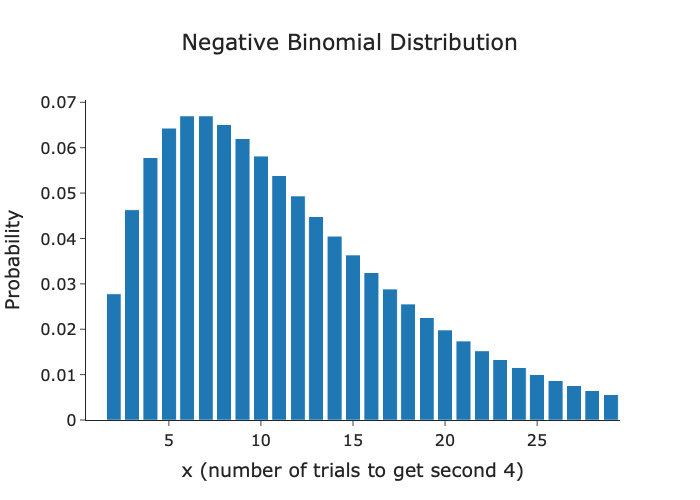 Negative Binomial Distribution
0.07
0.06
0.05
0.04
0.03
0.02
0.01
0
Probability
5 10 15 20 25
x (number of trials to get second 4)